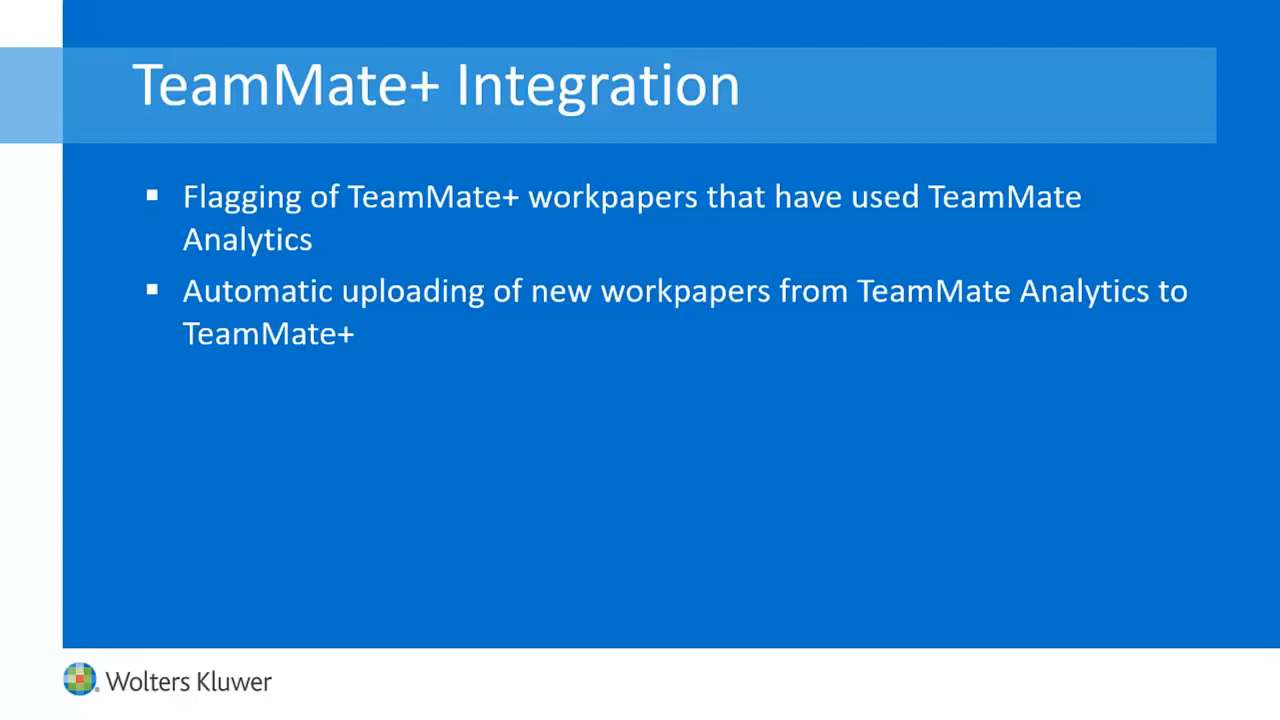 TeamMate+ Integration
▪ Flagging of TeamMate+ workpapers that have used TeamMate
Analytics
▪ Automatic uploading of new workpapers from TeamMate Analytics to
TeamMate+
Wolters Kluwer